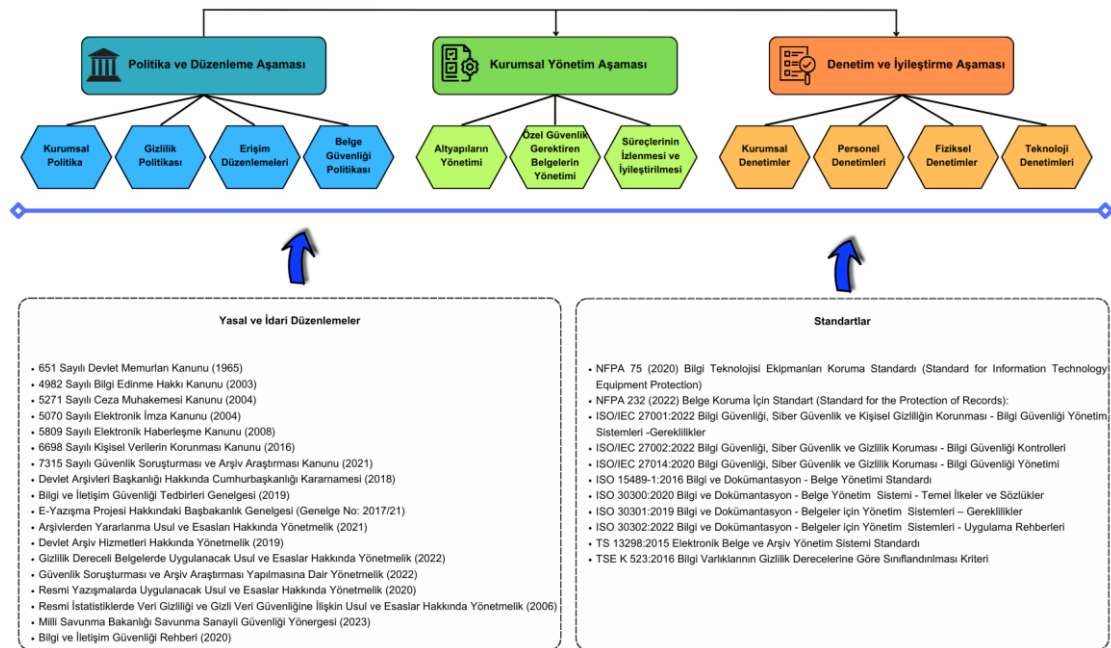 Politika ve Düzenleme Aşaması
Kurumsal Yönetim Aşaması
Denetim ve İyileştirme Aşaması
Kurumsal
Politika
Gizlilik
Politikası
Erişim
Düzenlemeleri
Belge
Güvenliği
Politikası
Altyapıların
Yönetimi
Özel Güvenlik
Gerektiren
Belgelerin
Yönetimi
Süreçlerinin
İzlenmesi ve
İyileştirilmesi
Kurumsal
Denetimler
Personel
Denetimleri
Fiziksel
Denetimler
Teknoloji
Denetimleri
Yasal ve İdari Düzenlemeler
• 651 Sayılı Devlet Memurları Kanunu (1965)
• 4982 Sayılı Bilgi Edinme Hakkı Kanunu (2003)
• 5271 Sayılı Ceza Muhakemesi Kanunu (2004)
• 5070 Sayılı Elektronik İmza Kanunu (2004)
• 5809 Sayılı Elektronik Haberleşme Kanunu (2008)
• 6698 Sayılı Kişisel Verilerin Korunması Kanunu (2016)
• 7315 Sayılı Güvenlik Soruşturması ve Arşiv Araştırması Kanunu (2021)
• Devlet Arşivleri Başkanlığı Hakkında Cumhurbaşkanlığı Kararnamesi (2018)
• Bilgi ve İletişim Güvenliği Tedbirleri Genelgesi (2019)
• E-Yazışma Projesi Hakkındaki Başbakanlık Genelgesi (Genelge No: 2017/21)
• Arşivlerden Yararlanma Usul ve Esasları Hakkında Yönetmelik (2021)
• Devlet Arşiv Hizmetleri Hakkında Yönetmelik (2019)
• Gizlilik Dereceli Belgelerde Uygulanacak Usul ve Esaslar Hakkında Yönetmelik (2022)
• Güvenlik Soruşturması ve Arşiv Araştırması Yapılmasına Dair Yönetmelik (2022)
• Resmi Yazışmalarda Uygulanacak Usul ve Esaslar Hakkında Yönetmelik (2020)
• Resmi İstatistiklerde Veri Gizliliği ve Gizli Veri Güvenliğine İlişkin Usul ve Esaslar Hakkında Yönetmelik (2006)
• Milli Savunma Bakanlığı Savunma Sanayii Güvenliği Yönergesi (2023)
• Bilgi ve İletişim Güvenliği Rehberi (2020)
Standartlar
• NFPA 75 (2020) Bilgi Teknolojisi Ekipmanları Koruma Standardı (Standard for Information Technology
Equipment Protection)
• NFPA 232 (2022) Belge Koruma İçin Standart (Standard for the Protection of Records):
• ISO/IEC 27001:2022 Bilgi Güvenliği, Siber Güvenlik ve Kişisel Gizliliğin Korunması - Bilgi Güvenliği Yönetim
Sistemleri -Gereklilikler
• ISO/IEC 27002:2022 Bilgi Güvenliği, Siber Güvenlik ve Gizlilik Koruması - Bilgi Güvenliği Kontrolleri
• ISO/IEC 27014:2020 Bilgi Güvenliği, Siber Güvenlik ve Gizlilik Koruması - Bilgi Güvenliği Yönetimi
• ISO 15489-1:2016 Bilgi ve Dokümantasyon - Belge Yönetimi Standardı
• ISO 30300:2020 Bilgi ve Dokümantasyon - Belge Yönetim Sistemi - Temel İlkeler ve Sözlükler
• ISO 30301:2019 Bilgi ve Dokümantasyon - Belgeler için Yönetim Sistemleri – Gereklilikler
• ISO 30302:2022 Bilgi ve Dokümantasyon - Belgeler için Yönetim Sistemleri - Uygulama Rehberleri
• TS 13298:2015 Elektronik Belge ve Arşiv Yönetim Sistemi Standardı
• TSE K 523:2016 Bilgi Varlıklarının Gizlilik Derecelerine Göre Sınıflandırılması Kriteri